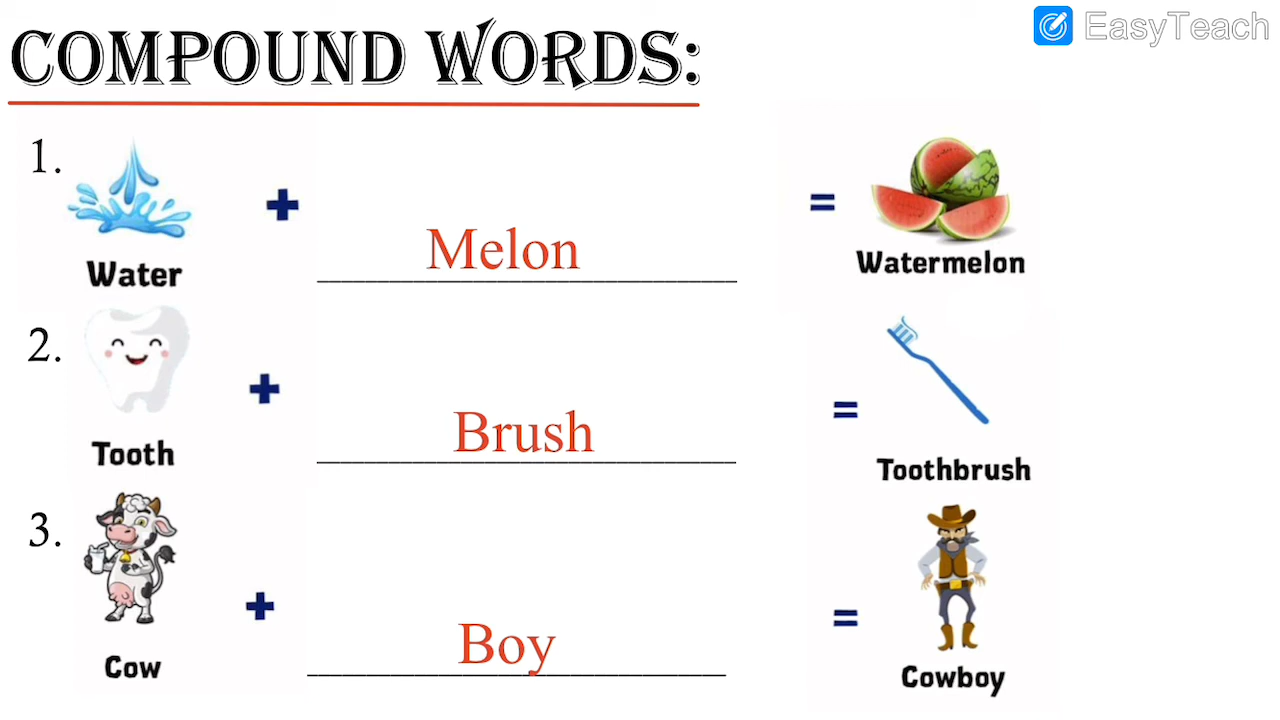 COMPOUND WORDS:
EasyTeach
1.
Water + Melon = Watermelon
2.
Tooth + Brush = Toothbrush
3.
Cow + Boy = Cowboy